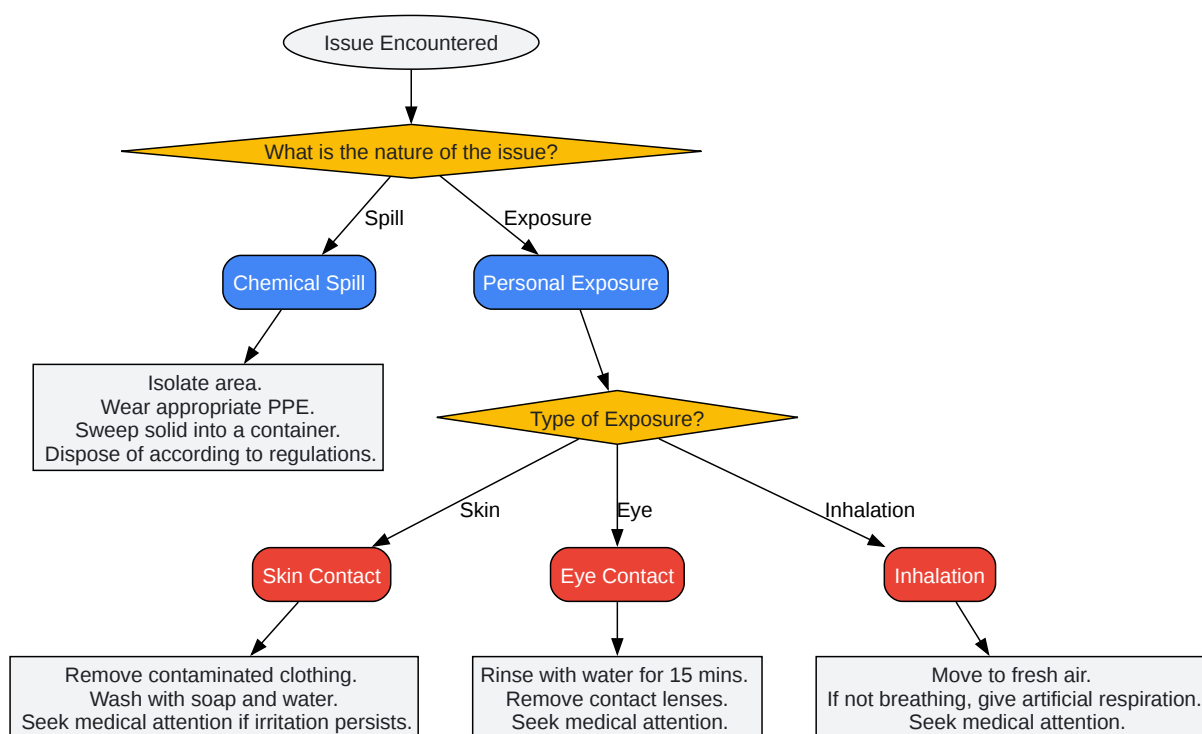 Issue Encountered
What is the nature of the issue?
Spill
Exposure
Chemical Spill
Personal Exposure
Isolate area.
Wear appropriate PPE.
Sweep solid into a container.
Dispose of according to regulations.
Type of Exposure?
Skin
Eye
Inhalation
Skin Contact
Eye Contact
Inhalation
Remove contaminated clothing.
Wash with soap and water.
Seek medical attention if irritation persists.
Rinse with water for 15 mins.
Remove contact lenses.
Seek medical attention.
Move to fresh air.
If not breathing, give artificial respiration.
Seek medical attention.